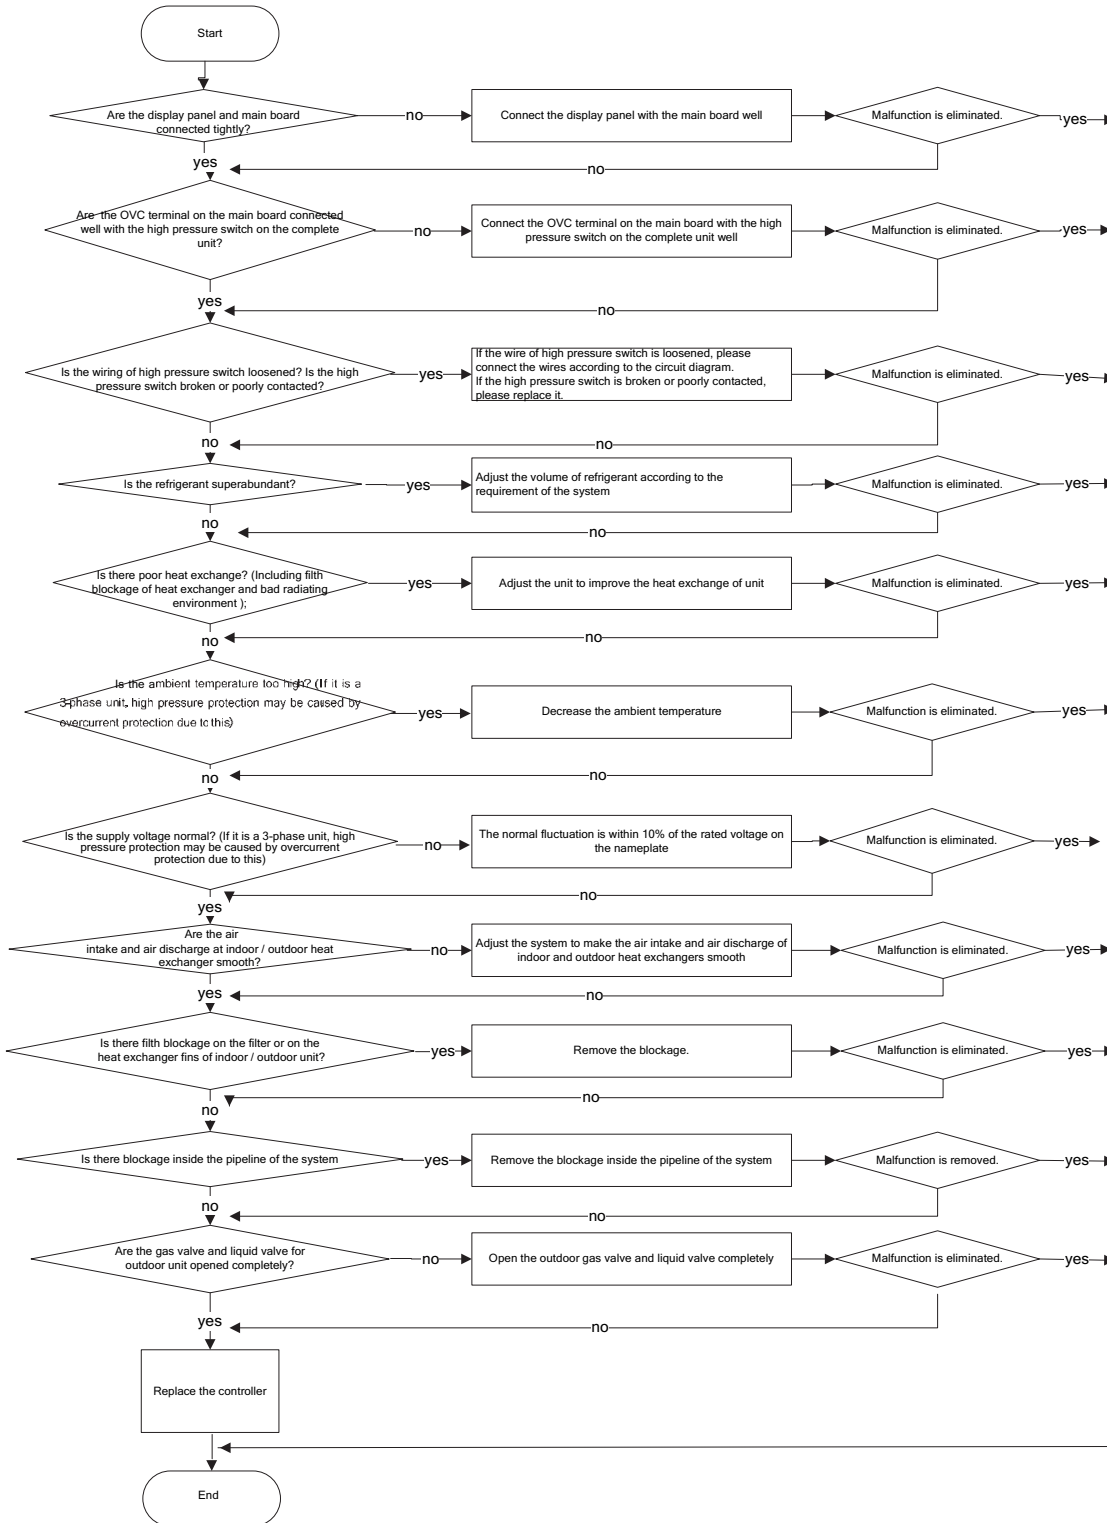 Start
Are the display panel and main board
connected tightly?
no
Connect the display panel with the main board well
Malfunction is eliminated.
yes
yes
no
Are the OVC terminal on the main board connected
well with the high pressure switch on the complete
unit?
no
Connect the OVC terminal on the main board with the high
pressure switch on the complete unit well
Malfunction is eliminated.
yes
yes
no
Is the wiring of high pressure switch loosened? Is the high
pressure switch broken or poorly contacted?
yes
If the wire of high pressure switch is loosened, please
connect the wires according to the circuit diagram.
If the high pressure switch is broken or poorly contacted,
please replace it.
Malfunction is eliminated.
yes
no
no
Is the refrigerant superabundant?
yes
Adjust the volume of refrigerant according to the
requirement of the system
Malfunction is eliminated.
yes
no
no
Is there poor heat exchange? (Including filth
blockage of heat exchanger and bad radiating
environment );
yes
Adjust the unit to improve the heat exchange of unit
Malfunction is eliminated.
yes
no
no
Is the ambient temperature too high? (If it is a
3-phase unit, high pressure protection may be caused by
overcurrent protection due to this)
yes
Decrease the ambient temperature
Malfunction is eliminated.
yes
no
no
Is the supply voltage normal? (If it is a 3-phase unit, high
pressure protection may be caused by overcurrent
protection due to this)
no
The normal fluctuation is within 10% of the rated voltage on
the nameplate
Malfunction is eliminated.
yes
yes
no
Are the air
intake and air discharge at indoor / outdoor heat
exchanger smooth?
no
Adjust the system to make the air intake and air discharge of
indoor and outdoor heat exchangers smooth
Malfunction is eliminated.
yes
yes
no
Is there filth blockage on the filter or on the
heat exchanger fins of indoor / outdoor unit?
yes
Remove the blockage.
Malfunction is eliminated.
yes
no
no
Is there blockage inside the pipeline of the system
yes
Remove the blockage inside the pipeline of the system
Malfunction is removed.
yes
no
no
Are the gas valve and liquid valve for
outdoor unit opened completely?
no
Open the outdoor gas valve and liquid valve completely
Malfunction is eliminated.
yes
yes
no
Replace the controller
End